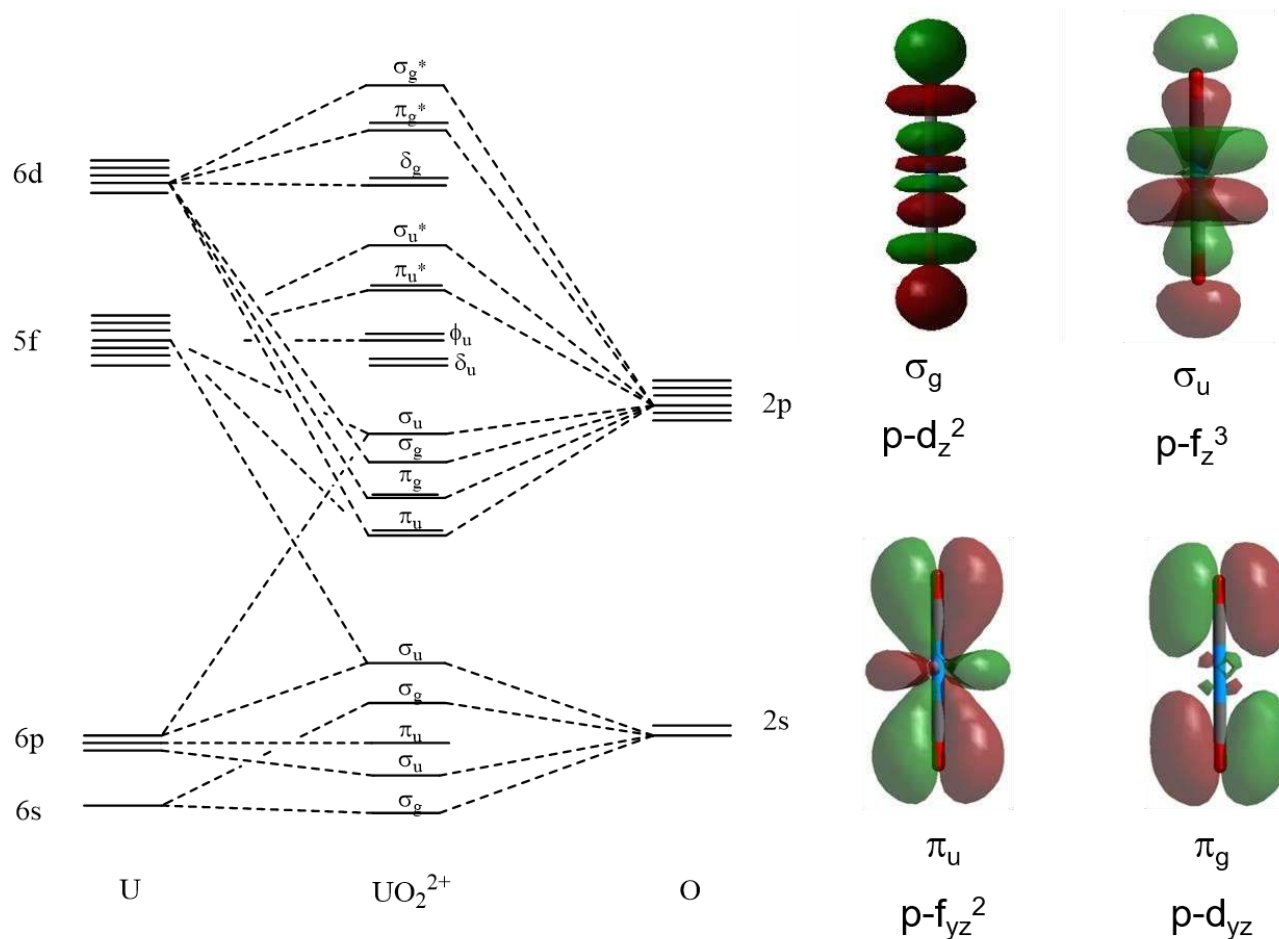 σg*
πg*
6d
δg
σu*
πu*
5f
ϕu
δu
2p
σu
σg
πg
πu
σu
2s
σg
6p
πu
σu
6s
σg
U
UO₂²⁺
O
σg
p-dz²
σu
p-fz³
πu
p-fyz²
πg
p-dyz